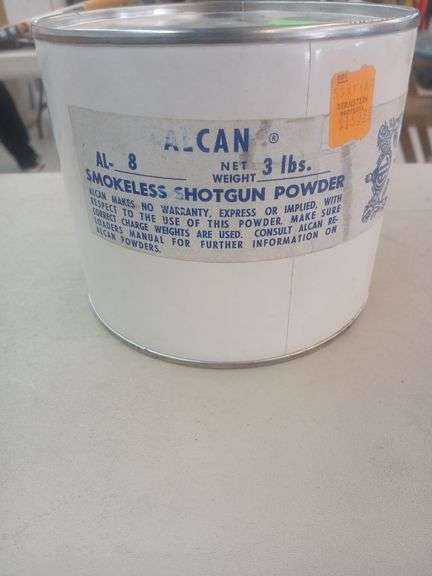 ALCAN ®
AL- 8 NET WEIGHT 3 lbs.
SMOKELESS SHOTGUN POWDER
ALCAN MAKES NO WARRANTY, EXPRESS OR IMPLIED, WITH
RESPECT TO THE USE OF THIS POWDER. MAKE SURE
CORRECT CHARGE WEIGHTS ARE USED. CONSULT ALCAN RE-
LOADERS MANUAL FOR FURTHER INFORMATION ON
ALCAN POWDERS.